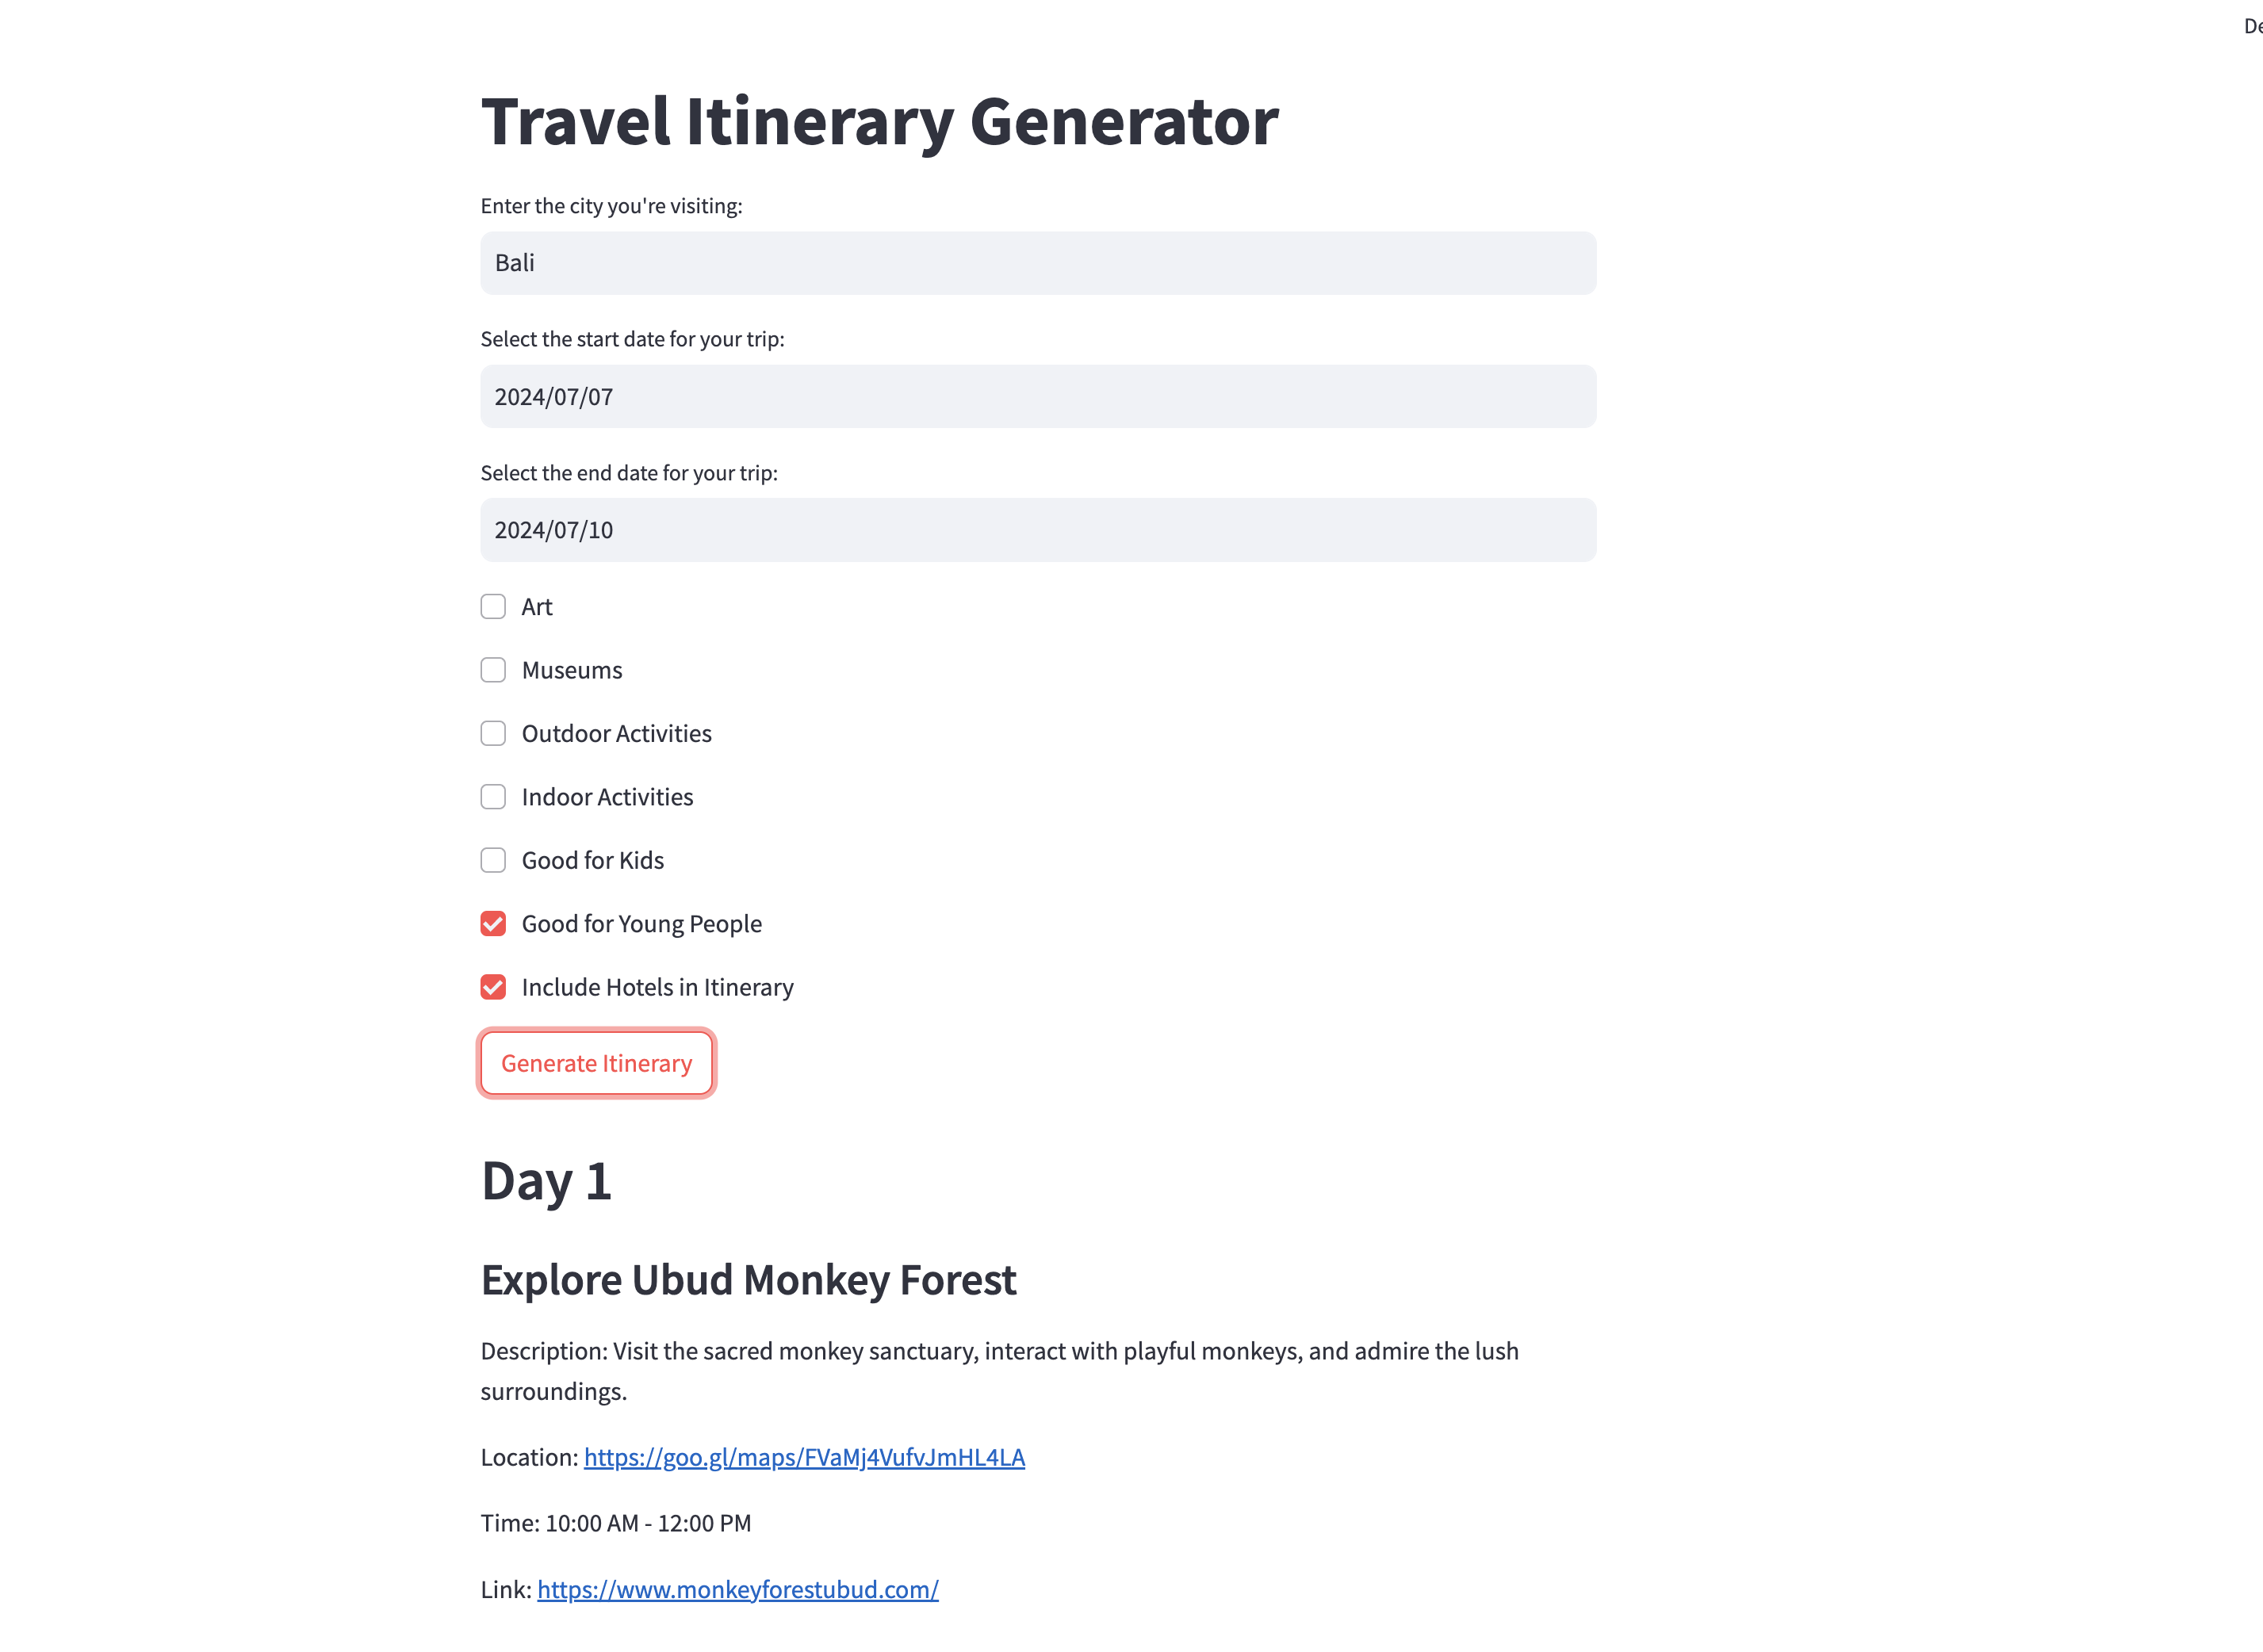 Travel Itinerary Generator
Enter the city you're visiting:
Bali
Select the start date for your trip:
2024/07/07
Select the end date for your trip:
2024/07/10
Art
Museums
Outdoor Activities
Indoor Activities
Good for Kids
Good for Young People
Include Hotels in Itinerary
Generate Itinerary
Day 1
Explore Ubud Monkey Forest
Description: Visit the sacred monkey sanctuary, interact with playful monkeys, and admire the lush
surroundings.
Location: https://goo.gl/maps/FVaMj4VufvJmHL4LA
Time: 10:00 AM - 12:00 PM
Link: https://www.monkeyforestubud.com/